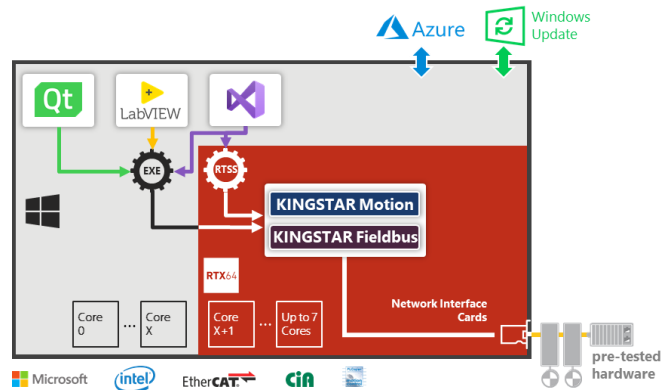 Azure
Windows
Update
Qt
LabVIEW
EXE
RTSS
KINGSTAR Motion
KINGSTAR Fieldbus
RTX64
Core
0
...
Core
X
Core
X+1
...
Up to 7
Cores
Network Interface
Cards
pre-tested
hardware
Microsoft
intel
EtherCAT
CiA